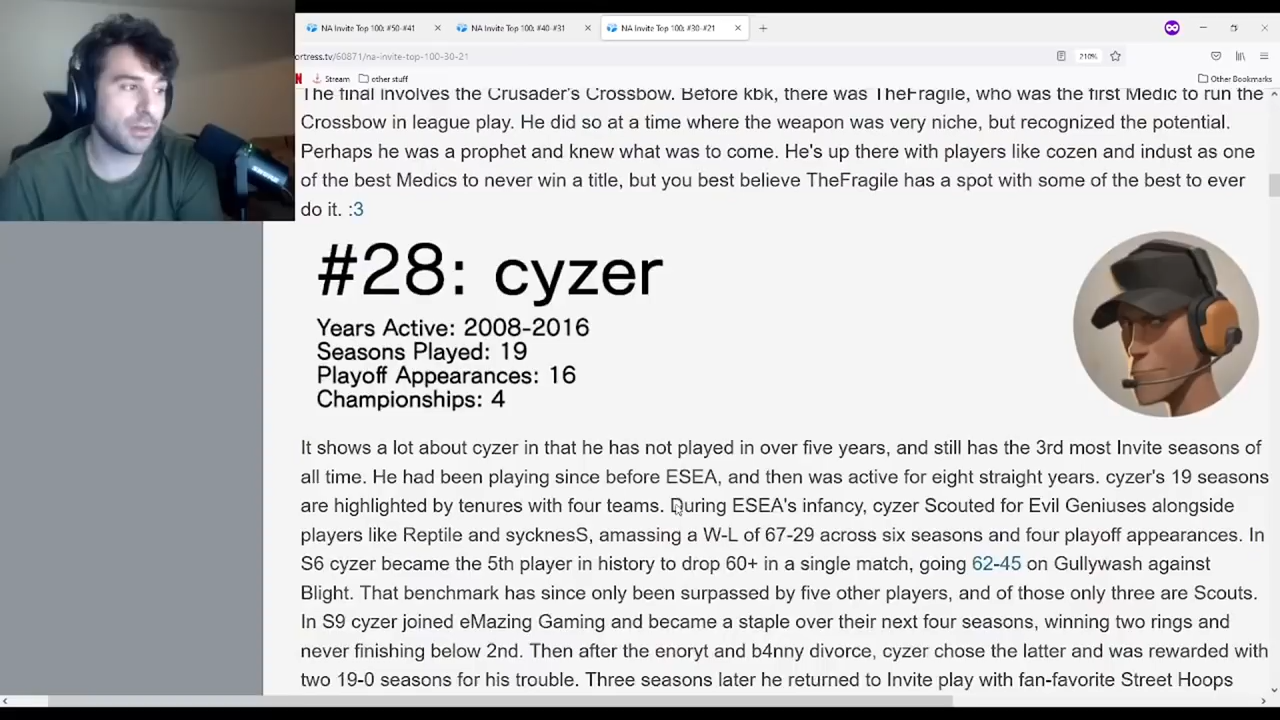 NA Invite Top 100: #50-#41
NA Invite Top 100: #40-#31
NA Invite Top 100: #30-#21
ortress.tv/60871/na-invite-top-100-30-21
210%
Stream
other stuff
Other Bookmarks
The final involves the Crusader's Crossbow. Before kbk, there was TheFragile, who was the first Medic to run the
Crossbow in league play. He did so at a time where the weapon was very niche, but recognized the potential.
Perhaps he was a prophet and knew what was to come. He's up there with players like cozen and indust as one
of the best Medics to never win a title, but you best believe TheFragile has a spot with some of the best to ever
do it. :3
#28: cyzer
Years Active: 2008-2016
Seasons Played: 19
Playoff Appearances: 16
Championships: 4
It shows a lot about cyzer in that he has not played in over five years, and still has the 3rd most Invite seasons of
all time. He had been playing since before ESEA, and then was active for eight straight years. cyzer's 19 seasons
are highlighted by tenures with four teams. During ESEA's infancy, cyzer Scouted for Evil Geniuses alongside
players like Reptile and sycknesS, amassing a W-L of 67-29 across six seasons and four playoff appearances. In
S6 cyzer became the 5th player in history to drop 60+ in a single match, going 62-45 on Gullywash against
Blight. That benchmark has since only been surpassed by five other players, and of those only three are Scouts.
In S9 cyzer joined eMazing Gaming and became a staple over their next four seasons, winning two rings and
never finishing below 2nd. Then after the enoryt and b4nny divorce, cyzer chose the latter and was rewarded with
two 19-0 seasons for his trouble. Three seasons later he returned to Invite play with fan-favorite Street Hoops